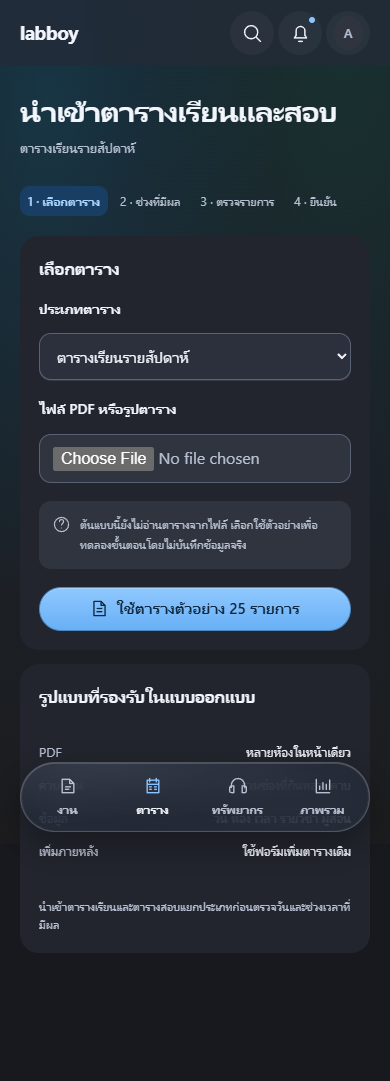 labboy
A
นำเข้าตารางเรียนและสอบ
ตารางเรียนรายสัปดาห์
1 · เลือกตาราง
2 · ช่วงที่มีผล
3 · ตรวจรายการ
4 · ยืนยัน
เลือกตาราง
ประเภทตาราง
ตารางเรียนรายสัปดาห์
ไฟล์ PDF หรือรูปตาราง
Choose File No file chosen
ต้นแบบนี้ยังไม่อ่านตารางจากไฟล์ เลือกใช้ตัวอย่างเพื่อ
ทดลองขั้นตอนโดยไม่บันทึกข้อมูลจริง
ใช้ตารางตัวอย่าง 25 รายการ
รูปแบบที่รองรับในแบบออกแบบ
PDF
หลายห้องในหน้าเดียว
งาน
ตาราง
ทรัพยากร
ภาพรวม
ข้อมูล
เพิ่มภายหลัง
ใช้ฟอร์มเพิ่มตารางเดิม
นำเข้าตารางเรียนและตารางสอบแยกประเภทก่อนตรวจวันและช่วงเวลาที่
มีผล